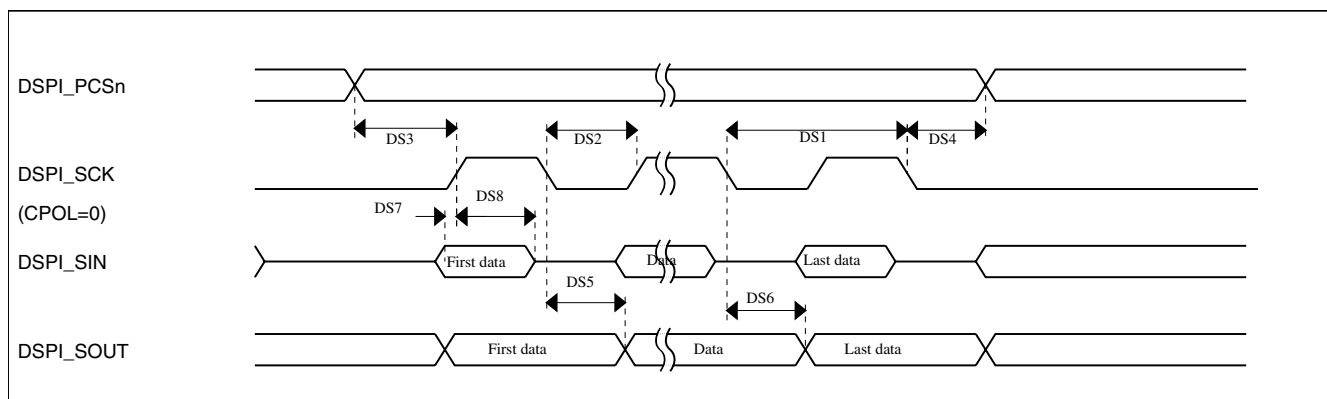 DSPI_PCSn
DS3
DS2
DS1
DS4
DSPI_SCK
(CPOL=0)
DS7
DS8
DSPI_SIN
First data
Data
Last data
DS5
DS6
DSPI_SOUT
First data
Data
Last data